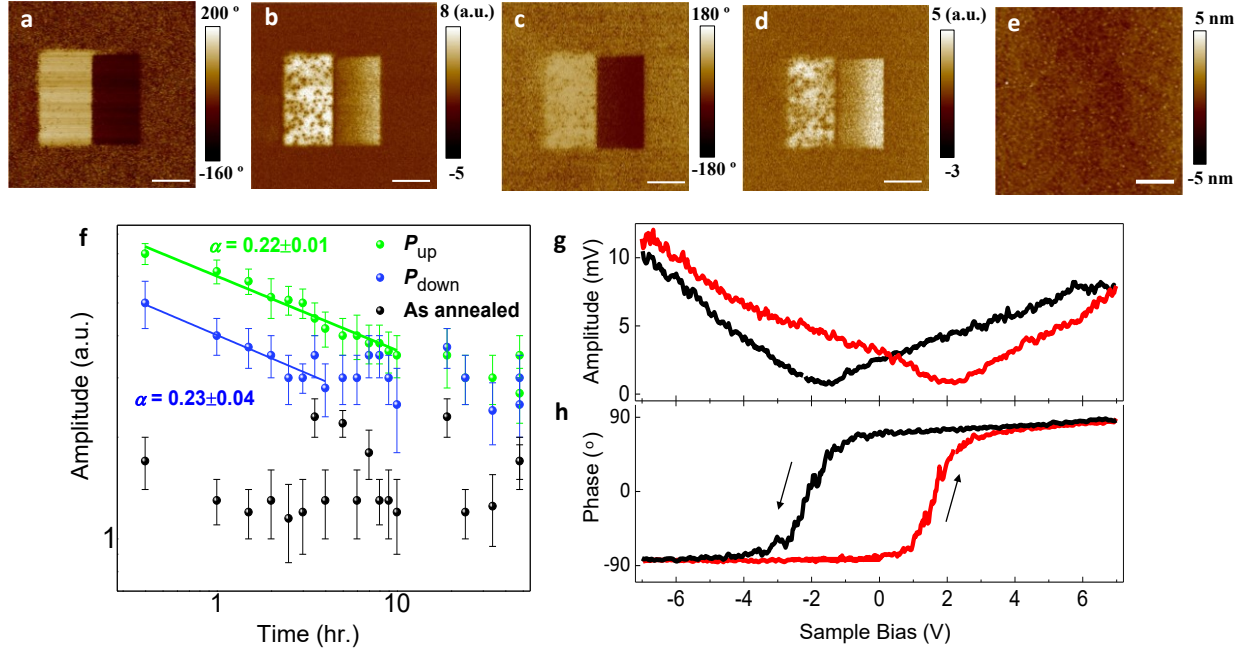 a
200 º
-160 º
b
8 (a.u.)
-5
c
180 º
-180 º
d
5 (a.u.)
-3
e
5 nm
-5 nm
f
α = 0.22±0.01
P up
P down
As annealed
α = 0.23±0.04
Amplitude (a.u.)
1
1
10
Time (hr.)
g
10
5
0
Amplitude (mV)
h
90
0
-90
Phase (°)
-6
-4
-2
0
2
4
6
Sample Bias (V)